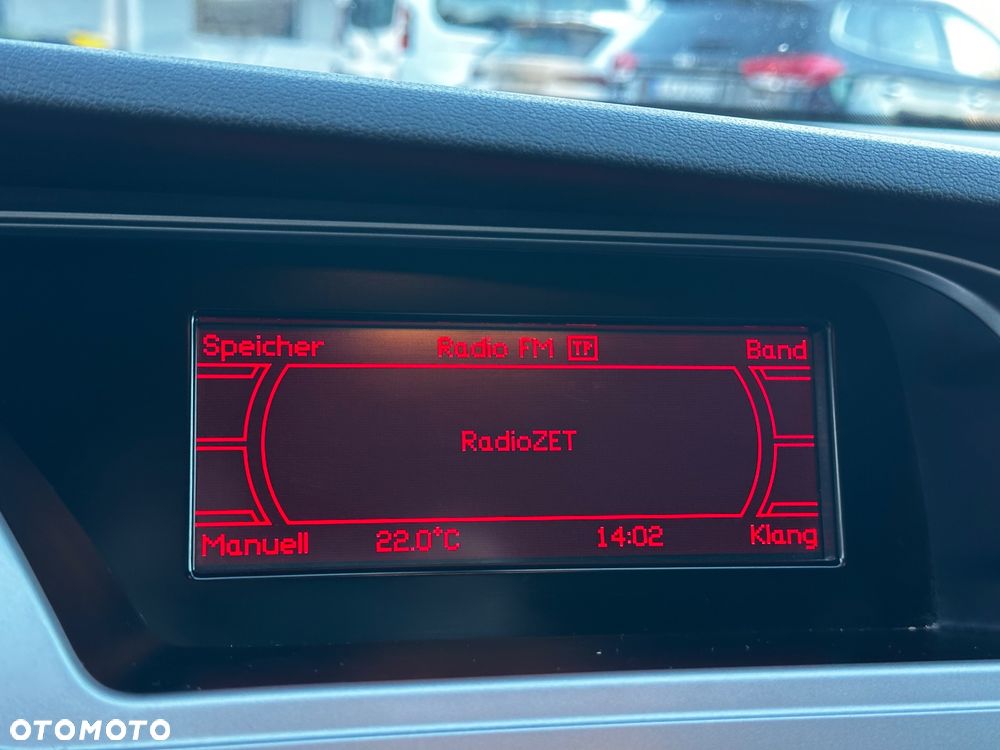 Speicher Radio FM TP Band
RadioZET
Manuell 22.0°C 14:02 Klang
OTOMOTO